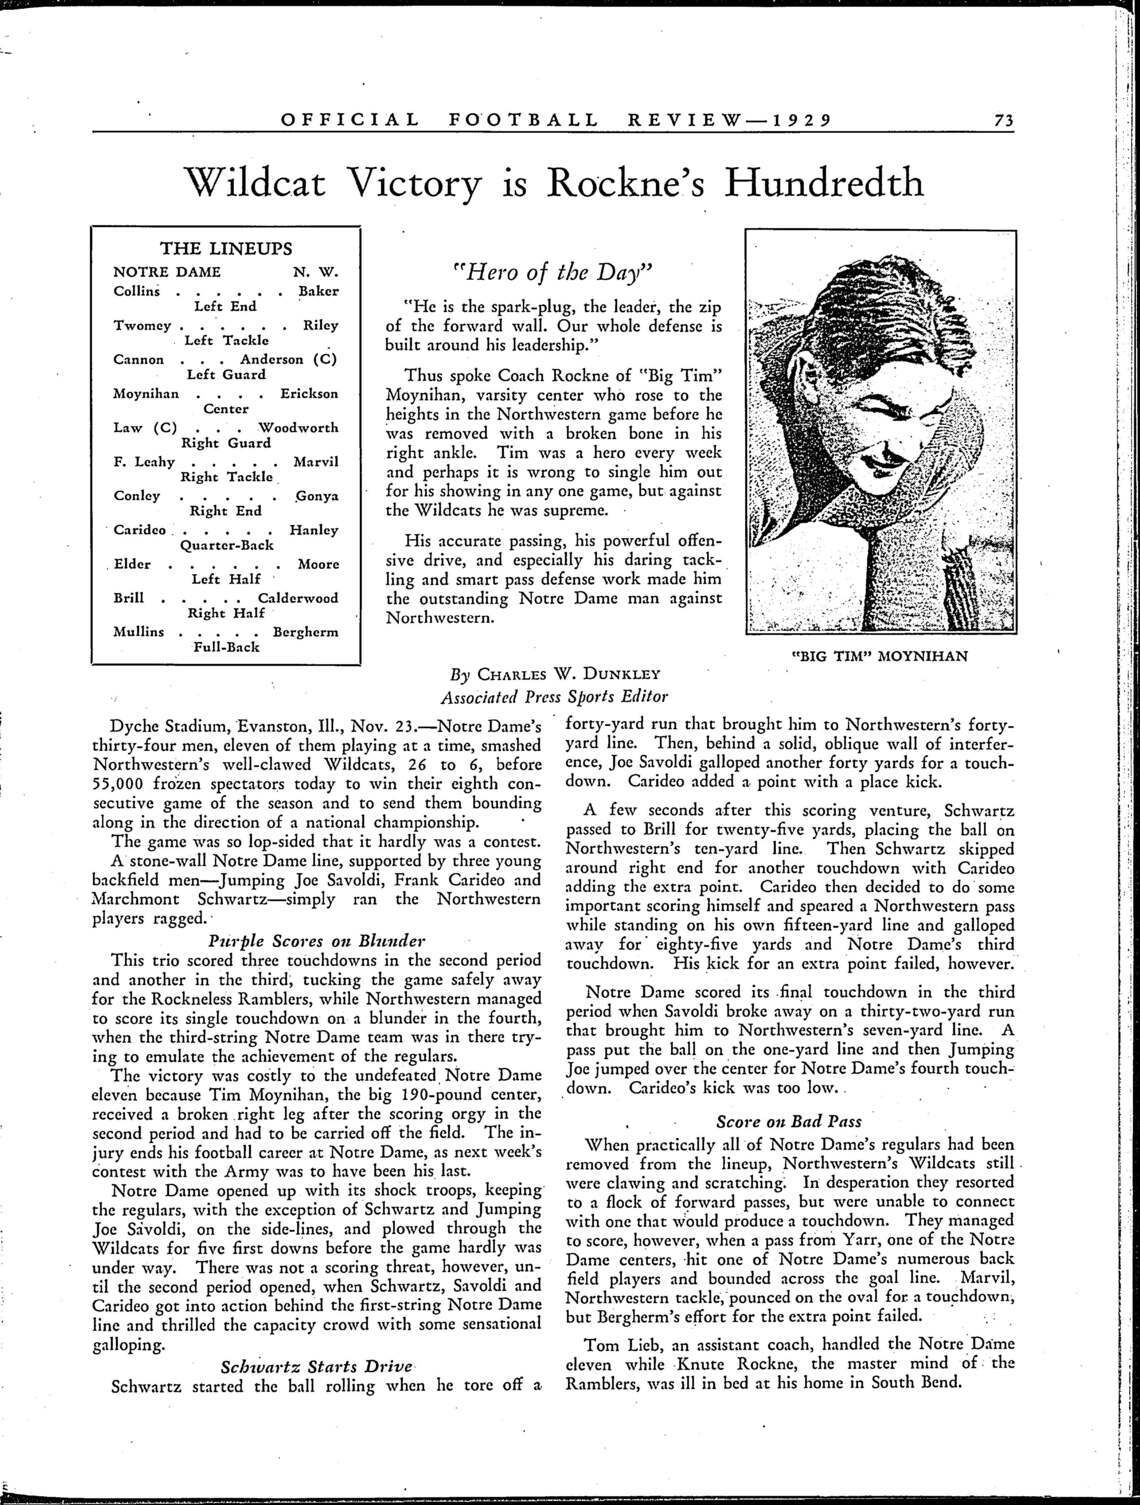 OFFICIAL FOOTBALL REVIEW—1929 73
Wildcat Victory is Rockne's Hundredth
THE LINEUPS
NOTRE DAME N. W.
Collins . . . . . . Baker
Left End
Twomey . . . . . . Riley
Left Tackle
Cannon . . . Anderson (C)
Left Guard
Moynihan . . . . Erickson
Center
Law (C) . . . Woodworth
Right Guard
F. Leahy . . . . . Marvil
Right Tackle
Conley . . . . . Gonya
Right End
Carideo . . . . . Hanley
Quarter-Back
Elder . . . . . . Moore
Left Half
Brill . . . . . Calderwood
Right Half
Mullins . . . . . Bergherm
Full-Back
"Hero of the Day"
"He is the spark-plug, the leader, the zip
of the forward wall. Our whole defense is
built around his leadership."
Thus spoke Coach Rockne of "Big Tim"
Moynihan, varsity center who rose to the
heights in the Northwestern game before he
was removed with a broken bone in his
right ankle. Tim was a hero every week
and perhaps it is wrong to single him out
for his showing in any one game, but against
the Wildcats he was supreme.
His accurate passing, his powerful offen-
sive drive, and especially his daring tack-
ling and smart pass defense work made him
the outstanding Notre Dame man against
Northwestern.
"BIG TIM" MOYNIHAN
By CHARLES W. DUNKLEY
Associated Press Sports Editor
Dyche Stadium, Evanston, Ill., Nov. 23.—Notre Dame's
thirty-four men, eleven of them playing at a time, smashed
Northwestern's well-clawed Wildcats, 26 to 6, before
55,000 frozen spectators today to win their eighth con-
secutive game of the season and to send them bounding
along in the direction of a national championship.
The game was so lop-sided that it hardly was a contest.
A stone-wall Notre Dame line, supported by three young
backfield men—Jumping Joe Savoldi, Frank Carideo and
Marchmont Schwartz—simply ran the Northwestern
players ragged.
Purple Scores on Blunder
This trio scored three touchdowns in the second period
and another in the third, tucking the game safely away
for the Rockneless Ramblers, while Northwestern managed
to score its single touchdown on a blunder in the fourth,
when the third-string Notre Dame team was in there try-
ing to emulate the achievement of the regulars.
The victory was costly to the undefeated Notre Dame
eleven because Tim Moynihan, the big 190-pound center,
received a broken right leg after the scoring orgy in the
second period and had to be carried off the field. The in-
jury ends his football career at Notre Dame, as next week's
contest with the Army was to have been his last.
Notre Dame opened up with its shock troops, keeping
the regulars, with the exception of Schwartz and Jumping
Joe Savoldi, on the side-lines, and plowed through the
Wildcats for five first downs before the game hardly was
under way. There was not a scoring threat, however, un-
til the second period opened, when Schwartz, Savoldi and
Carideo got into action behind the first-string Notre Dame
line and thrilled the capacity crowd with some sensational
galloping.
Schwartz Starts Drive
Schwartz started the ball rolling when he tore off a
forty-yard run that brought him to Northwestern's forty-
yard line. Then, behind a solid, oblique wall of interfer-
ence, Joe Savoldi galloped another forty yards for a touch-
down. Carideo added a point with a place kick.
A few seconds after this scoring venture, Schwartz
passed to Brill for twenty-five yards, placing the ball on
Northwestern's ten-yard line. Then Schwartz skipped
around right end for another touchdown with Carideo
adding the extra point. Carideo then decided to do some
important scoring himself and speared a Northwestern pass
while standing on his own fifteen-yard line and galloped
away for eighty-five yards and Notre Dame's third
touchdown. His kick for an extra point failed, however.
Notre Dame scored its final touchdown in the third
period when Savoldi broke away on a thirty-two-yard run
that brought him to Northwestern's seven-yard line. A
pass put the ball on the one-yard line and then Jumping
Joe jumped over the center for Notre Dame's fourth touch-
down. Carideo's kick was too low.
Score on Bad Pass
When practically all of Notre Dame's regulars had been
removed from the lineup, Northwestern's Wildcats still
were clawing and scratching. In desperation they resorted
to a flock of forward passes, but were unable to connect
with one that would produce a touchdown. They managed
to score, however, when a pass from Yarr, one of the Notre
Dame centers, hit one of Notre Dame's numerous back
field players and bounded across the goal line. Marvil,
Northwestern tackle, pounced on the oval for a touchdown,
but Bergherm's effort for the extra point failed.
Tom Lieb, an assistant coach, handled the Notre Dame
eleven while Knute Rockne, the master mind of the
Ramblers, was ill in bed at his home in South Bend.